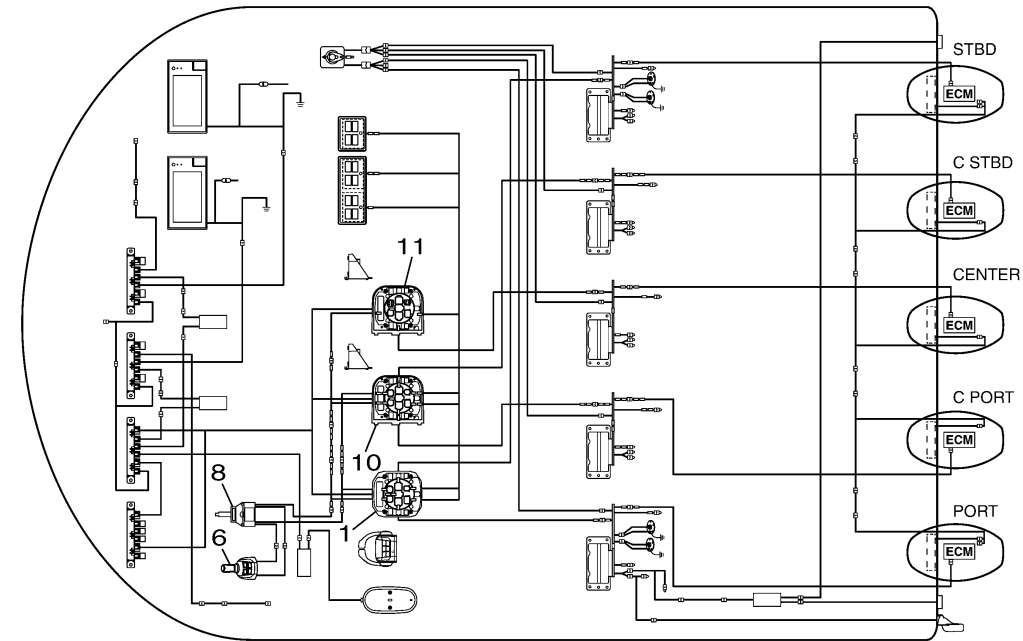 STBD
ECM
C STBD
ECM
11
CENTER
ECM
C PORT
ECM
10
8
1
6
PORT
ECM